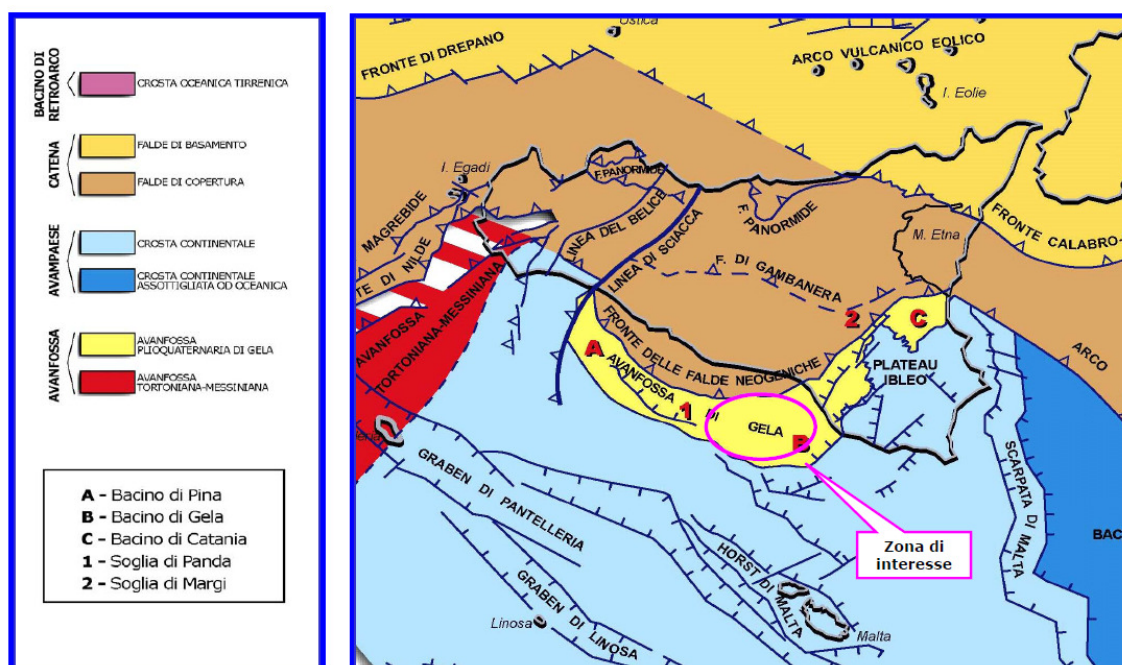 BACINO DI
RETROARCO
CROSTA OCEANICA TIRRENICA
CATENA
FALDE DI BASAMENTO
FALDE DI COPERTURA
AVAMPAESE
CROSTA CONTINENTALE
CROSTA CONTINENTALE
ASSOTTIGLIATA OD OCEANICA
AVANFOSSA
AVANFOSSA
PLIOQUATERNARIA DI GELA
AVANFOSSA
TORTONIANA-MESSINIANA
A - Bacino di Pina
B - Bacino di Gela
C - Bacino di Catania
1 - Soglia di Panda
2 - Soglia di Margi
Ustica
FRONTE DI DREPANO
ARCO VULCANICO EOLICO
I. Eolie
I. Egadi
F. PANORMIDE
MAGREBIDE
F. PANORMIDE
LINEA DEL BELICE
LINEA DI SCIACCA
M. Etna
FRONTE CALABRO-
TE DI NILDE
F. DI GAMBANERA
2
C
AVANFOSSA
TORTONIANA-MESSINIANA
FRONTE DELLE FALDE NEOGENICHE
PLATEAU
IBLEO
ARCO
A
AVANFOSSA DI GELA
1
B
GRABEN DI PANTELLERIA
SCARPATA DI MALTA
BAC
Zona di
interesse
HORST DI MALTA
GRABEN DI LINOSA
Linosa
Malta